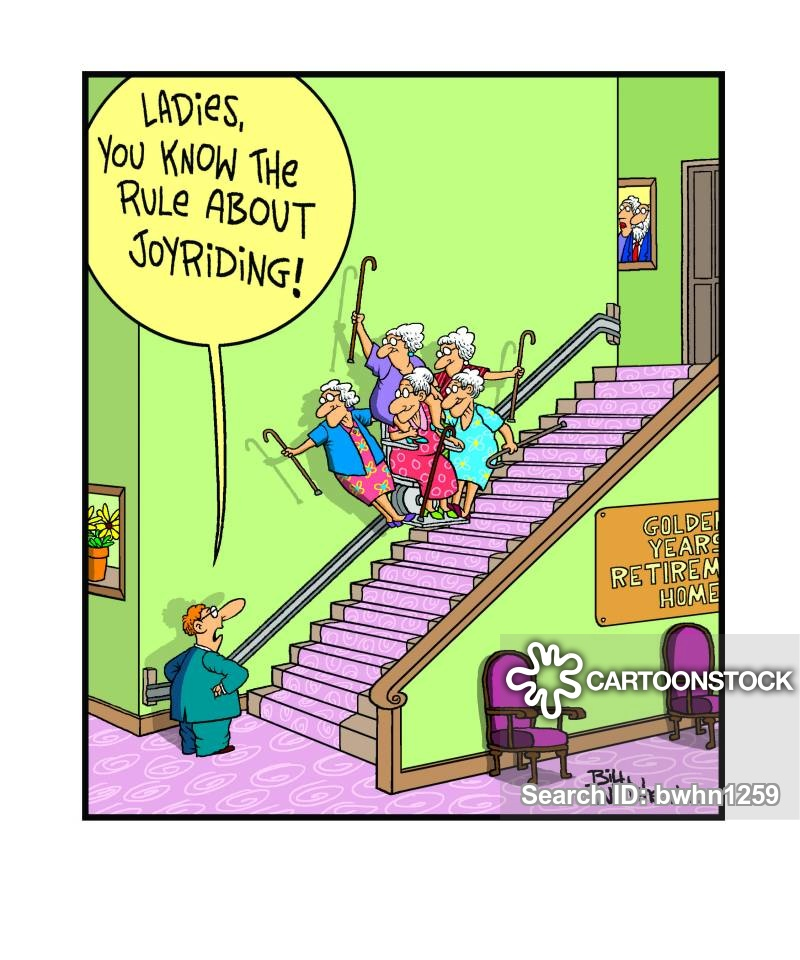 LADiES,
YOU KNOW THE
RULE ABOUT
JOYRiDiNG!
GOLDEN
YEARS
RETIREM
HOME
CARTOONSTOCK
Search ID: bwhn1259